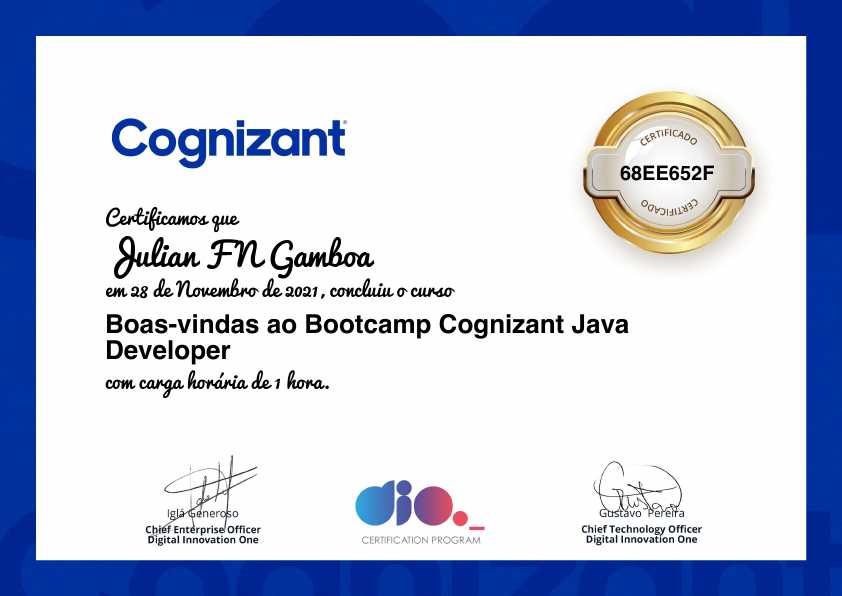 Cognizant
CERTIFICADO
68EE652F
CERTIFICADO
Certificamos que
Julian FN Gamboa
em 28 de Novembro de 2021, concluiu o curso
Boas-vindas ao Bootcamp Cognizant Java
Developer
com carga horária de 1 hora.
Iglá Generoso
Chief Enterprise Officer
Digital Innovation One
dio._
CERTIFICATION PROGRAM
Gustavo Pereira
Chief Technology Officer
Digital Innovation One
Cognizant